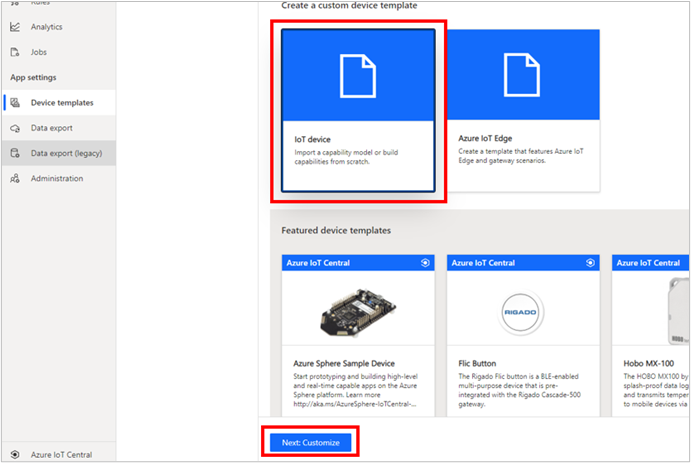 Rules
Analytics
Jobs
App settings
Device templates
Data export
Data export (legacy)
Administration
Azure IoT Central
Create a custom device template
IoT device
Import a capability model or build
capabilities from scratch.
Azure IoT Edge
Create a template that features Azure IoT
Edge and gateway scenarios.
Featured device templates
Azure IoT Central
Azure Sphere Sample Device
Start prototyping and building high-level
and real-time capable apps on the Azure
Sphere platform. Learn more
http://aka.ms/AzureSphere-IoTCentral-...
Azure IoT Central
RIGADO
Flic Button
The Rigado Flic button is a BLE-enabled
multi-purpose device that is pre-
integrated with the Rigado Cascade-500
gateway.
Azure IoT Central
Hobo MX-100
The HOBO MX100 by
splash-proof data log
and transmits temper
to mobile devices via
Next: Customize